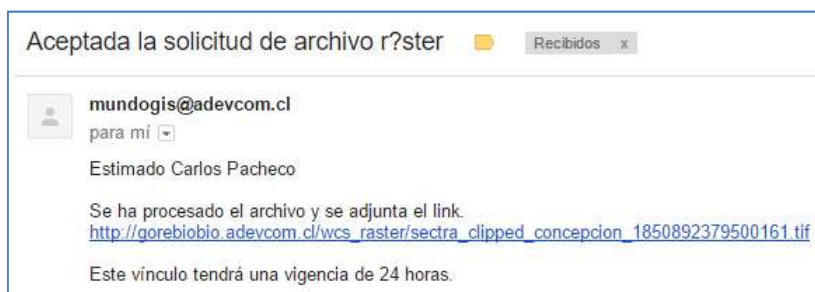 Aceptada la solicitud de archivo r?ster Recibidos x
mundogis@adevcom.cl
para mí
Estimado Carlos Pacheco
Se ha procesado el archivo y se adjunta el link.
http://gorebiobio.adevcom.cl/wcs_raster/sectra_clipped_concepcion_1850892379500161.tif
Este vínculo tendrá una vigencia de 24 horas.